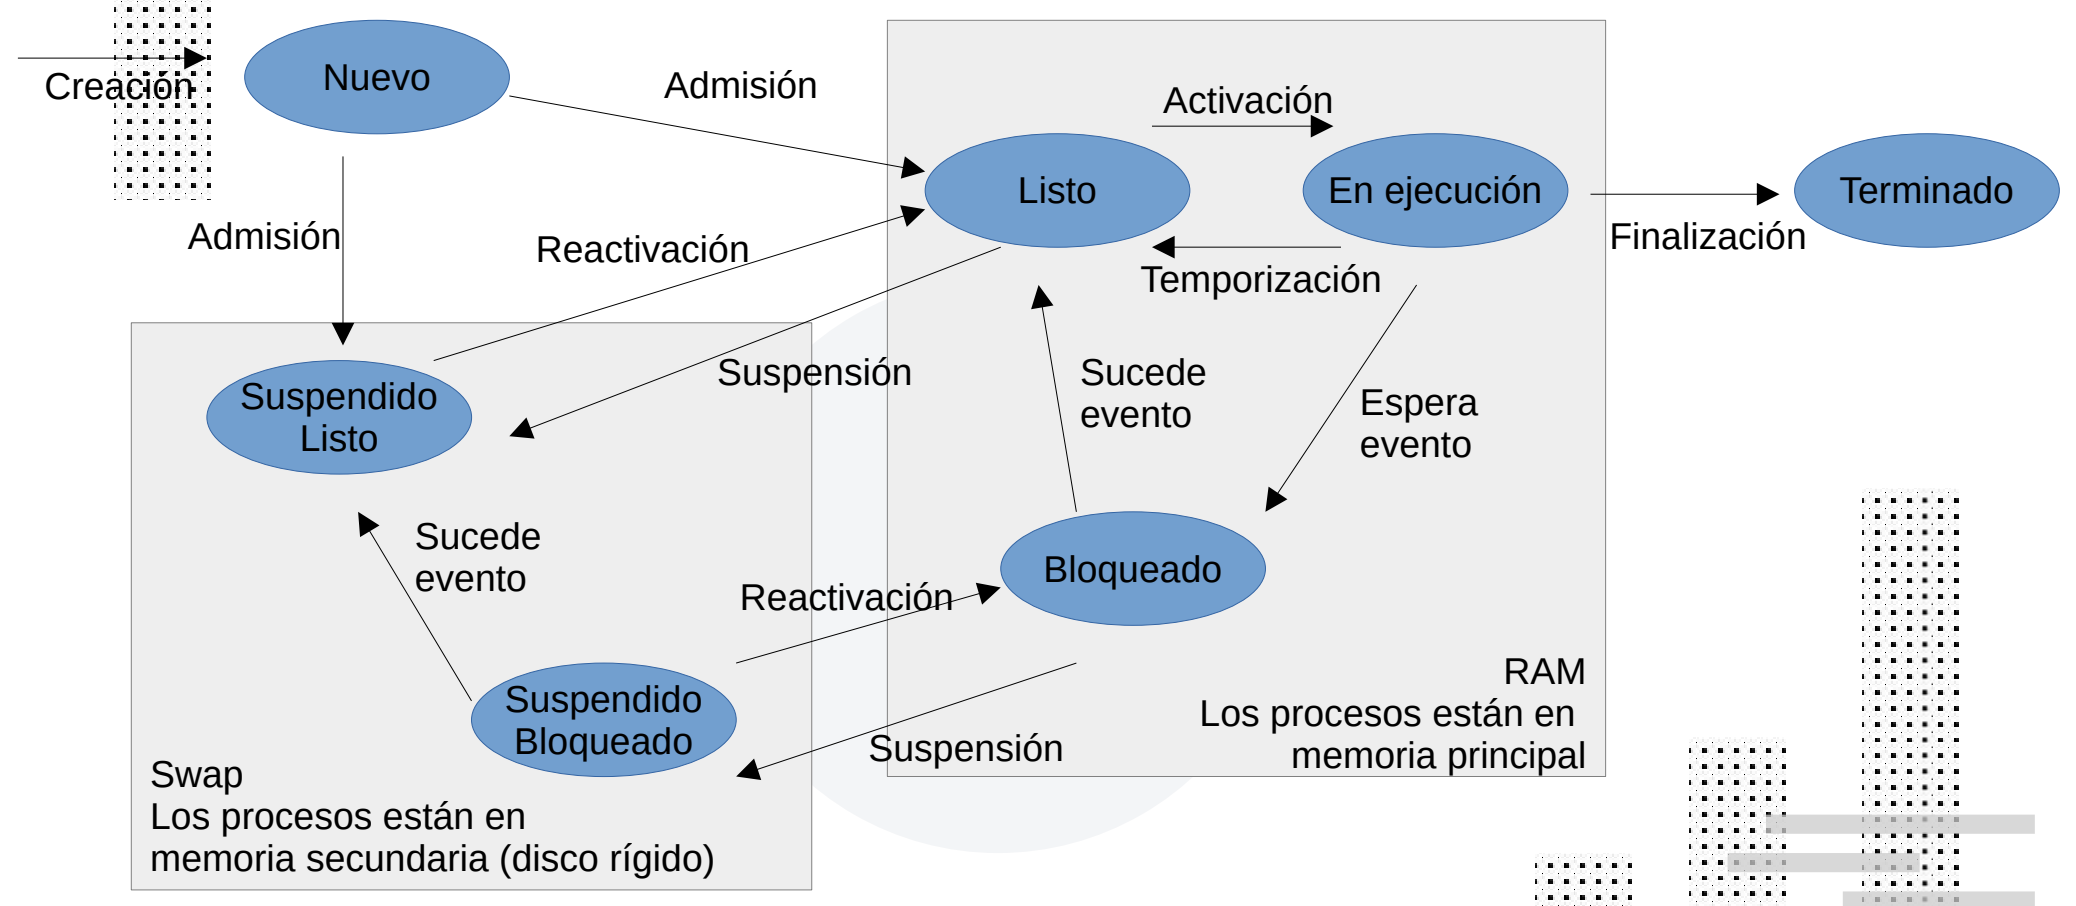 Creación
Nuevo
Admisión
Activación
Listo
En ejecución
Terminado
Admisión
Reactivación
Temporización
Finalización
Suspensión
Sucede
evento
Espera
evento
Suspendido
Listo
Sucede
evento
Reactivación
Bloqueado
Suspendido
Bloqueado
Suspensión
RAM
Los procesos están en
memoria principal
Swap
Los procesos están en
memoria secundaria (disco rígido)